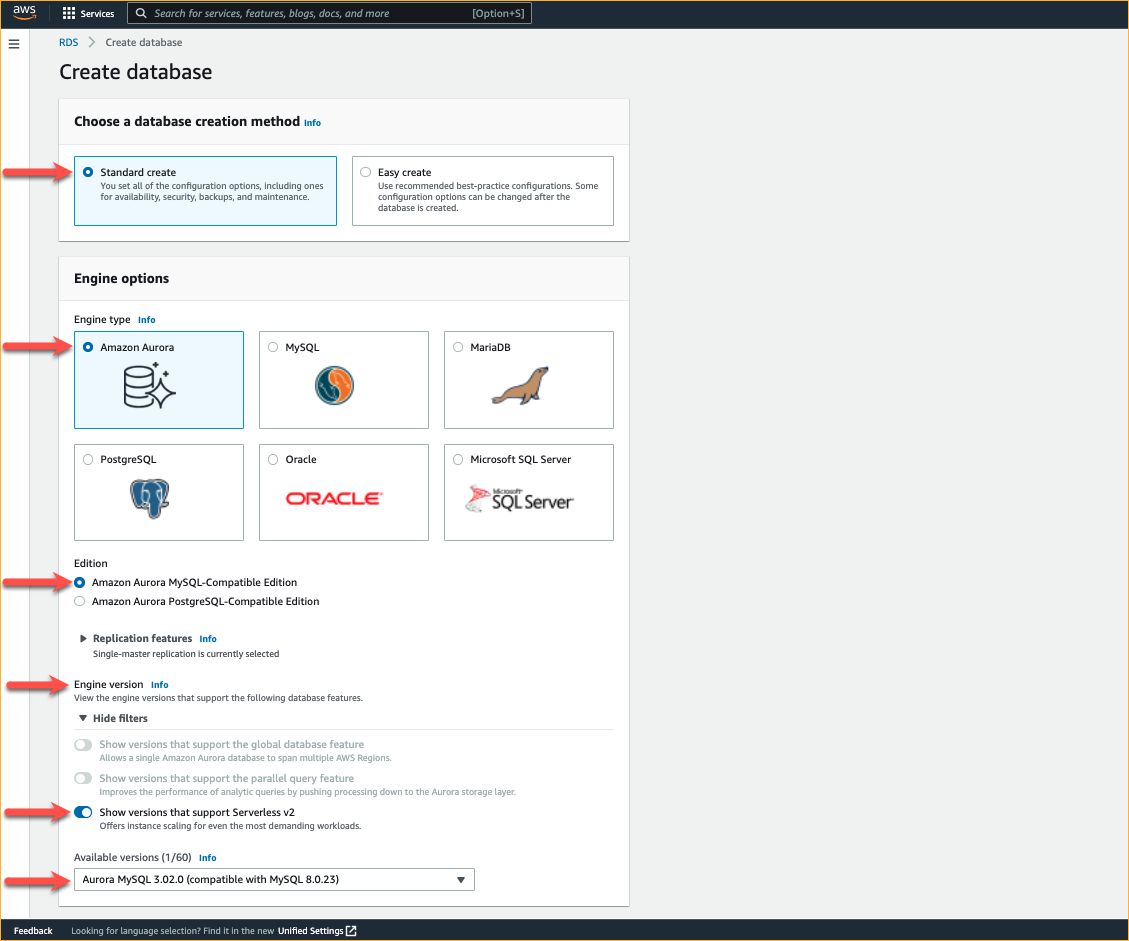 aws
Services
Search for services, features, blogs, docs, and more
[Option+S]
RDS
Create database
Create database
Choose a database creation method Info
Standard create
You set all of the configuration options, including ones
for availability, security, backups, and maintenance.
Easy create
Use recommended best-practice configurations. Some
configuration options can be changed after the
database is created.
Engine options
Engine type Info
Amazon Aurora
MySQL
MariaDB
PostgreSQL
Oracle
ORACLE
Microsoft SQL Server
Microsoft
SQL Server
Edition
Amazon Aurora MySQL-Compatible Edition
Amazon Aurora PostgreSQL-Compatible Edition
Replication features Info
Single-master replication is currently selected
Engine version Info
View the engine versions that support the following database features.
Hide filters
Show versions that support the global database feature
Allows a single Amazon Aurora database to span multiple AWS Regions.
Show versions that support the parallel query feature
Improves the performance of analytic queries by pushing processing down to the Aurora storage layer.
Show versions that support Serverless v2
Offers instance scaling for even the most demanding workloads.
Available versions (1/60) Info
Aurora MySQL 3.02.0 (compatible with MySQL 8.0.23)
Feedback
Looking for language selection? Find it in the new Unified Settings